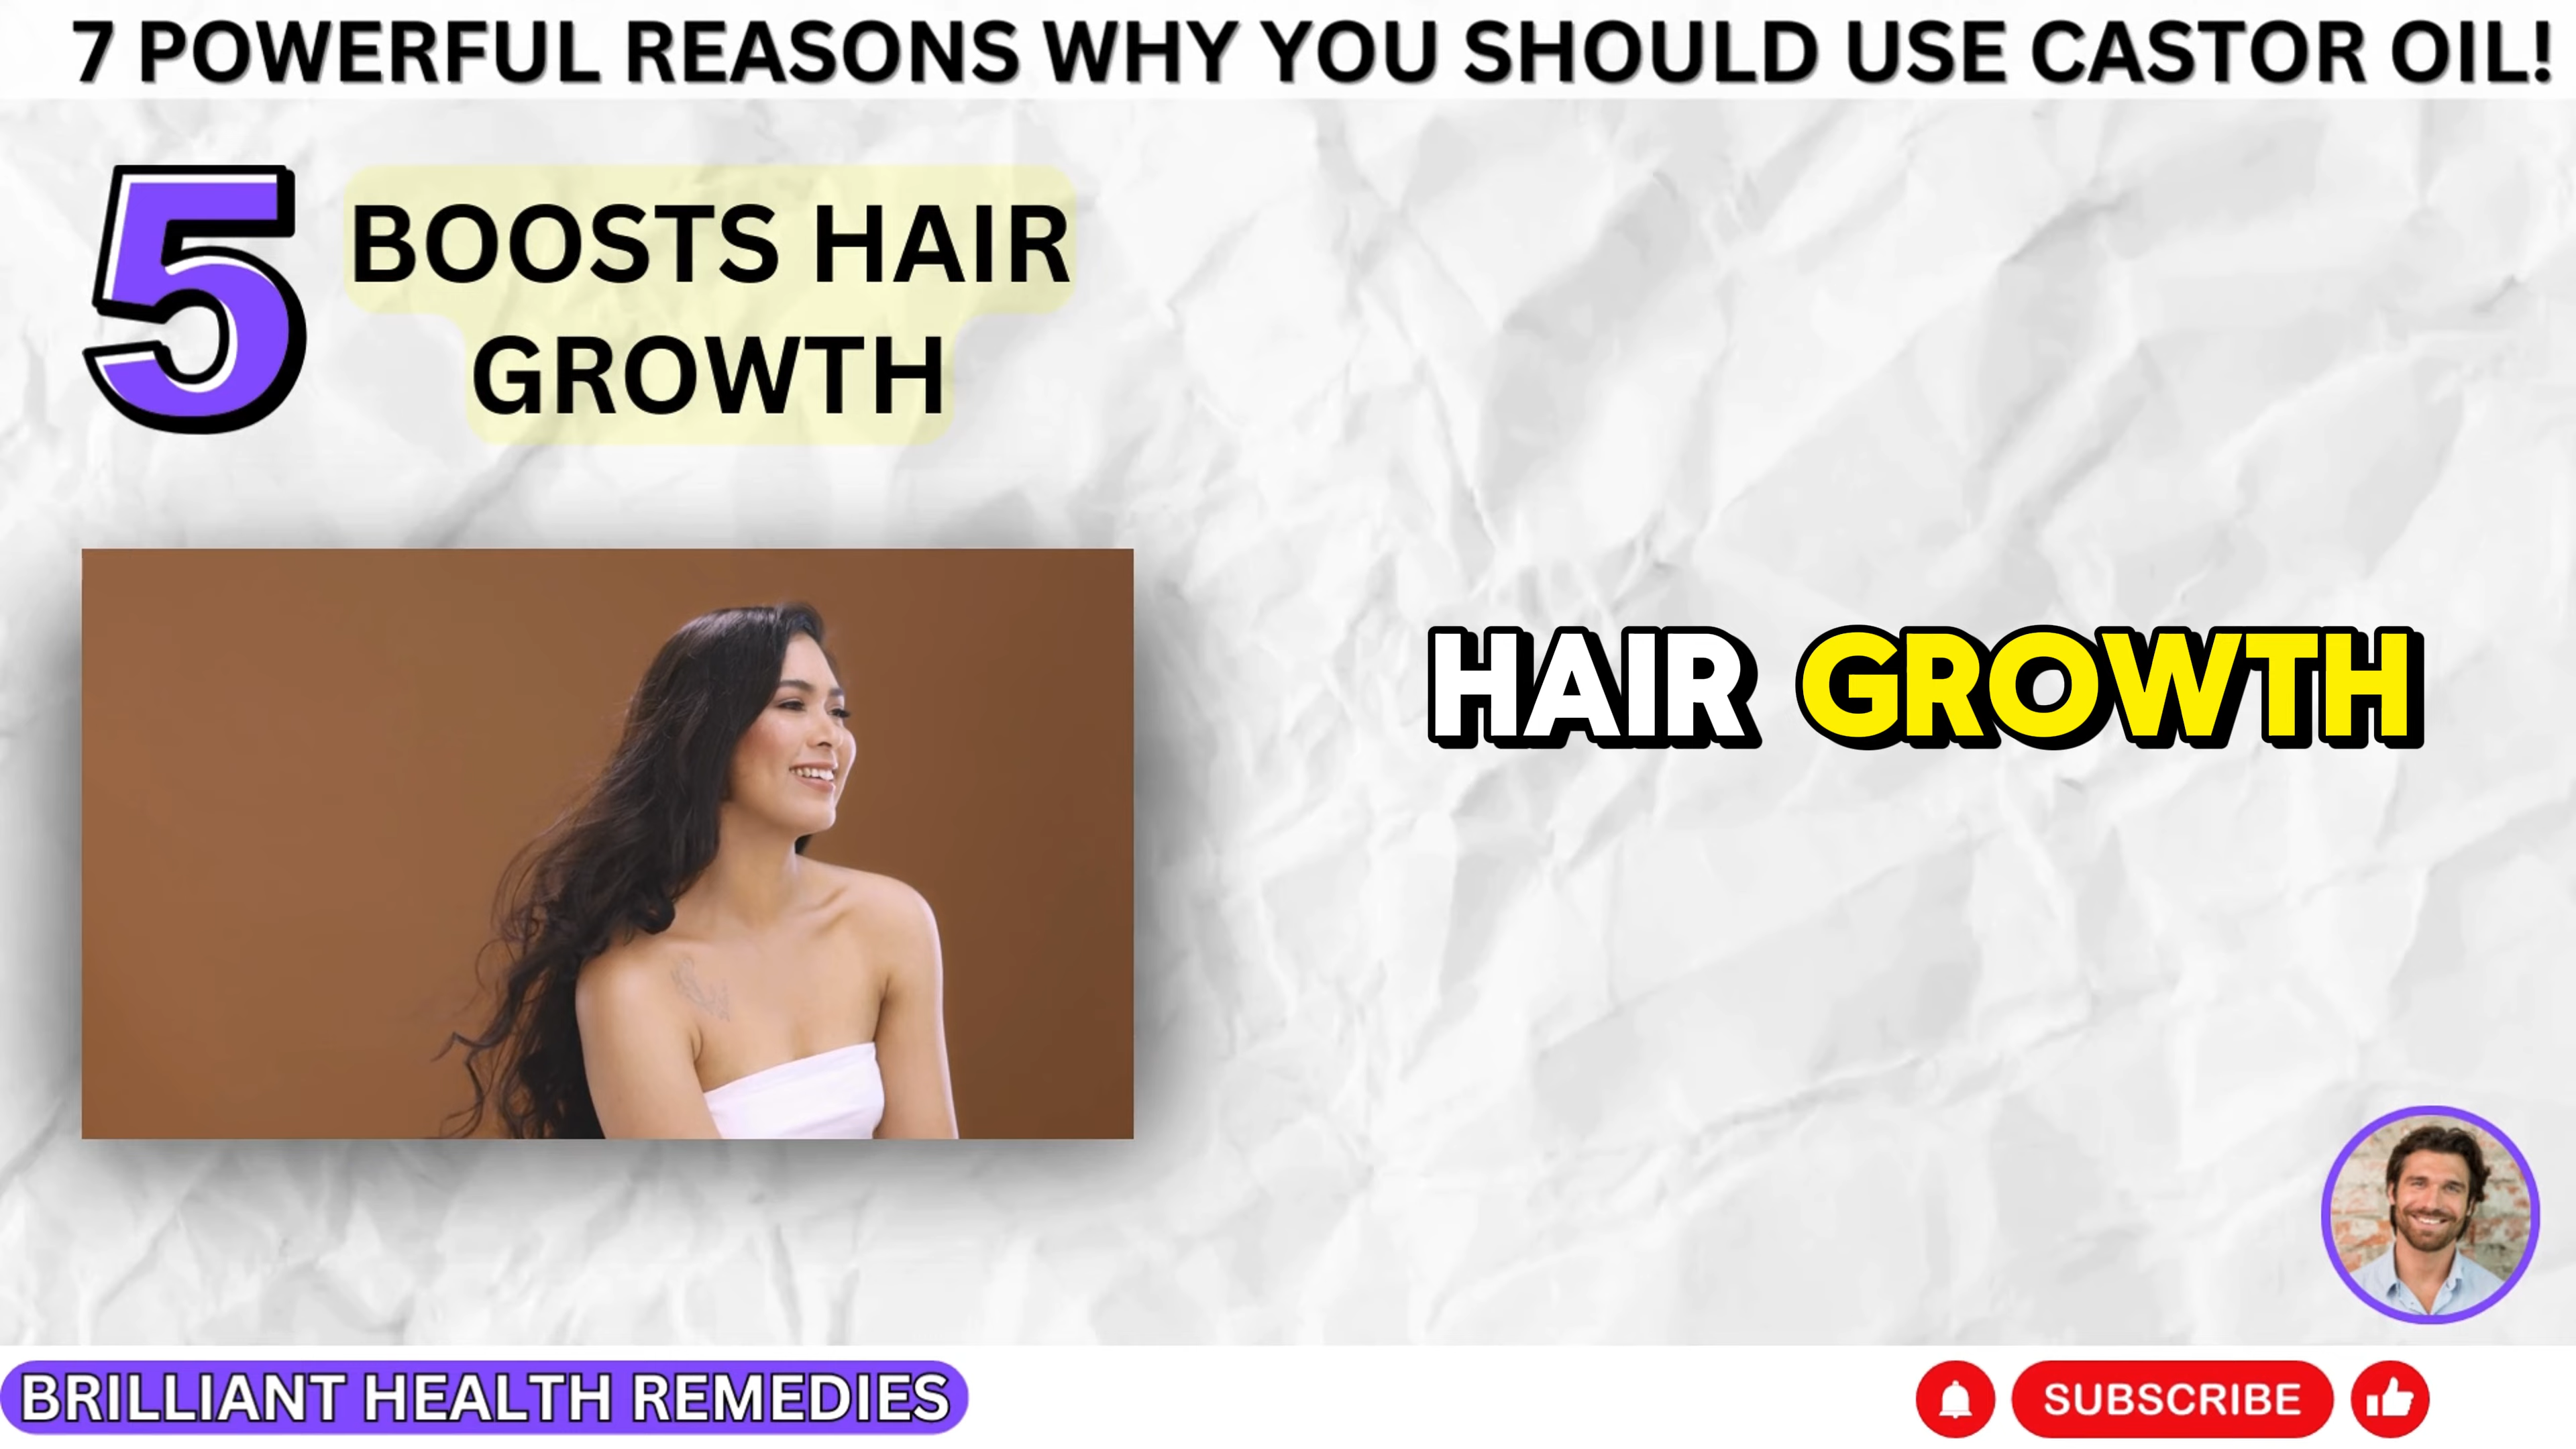 7 POWERFUL REASONS WHY YOU SHOULD USE CASTOR OIL!
5
BOOSTS HAIR
GROWTH
HAIR GROWTH
BRILLIANT HEALTH REMEDIES
SUBSCRIBE